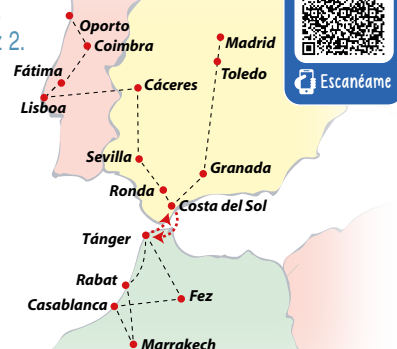 Oporto
z 2.
Coimbra
Madrid
Toledo
Escanéame
Fátima
Cáceres
Lisboa
Sevilla
Granada
Ronda
Costa del Sol
Tánger
Rabat
Fez
Casablanca
Marrakech